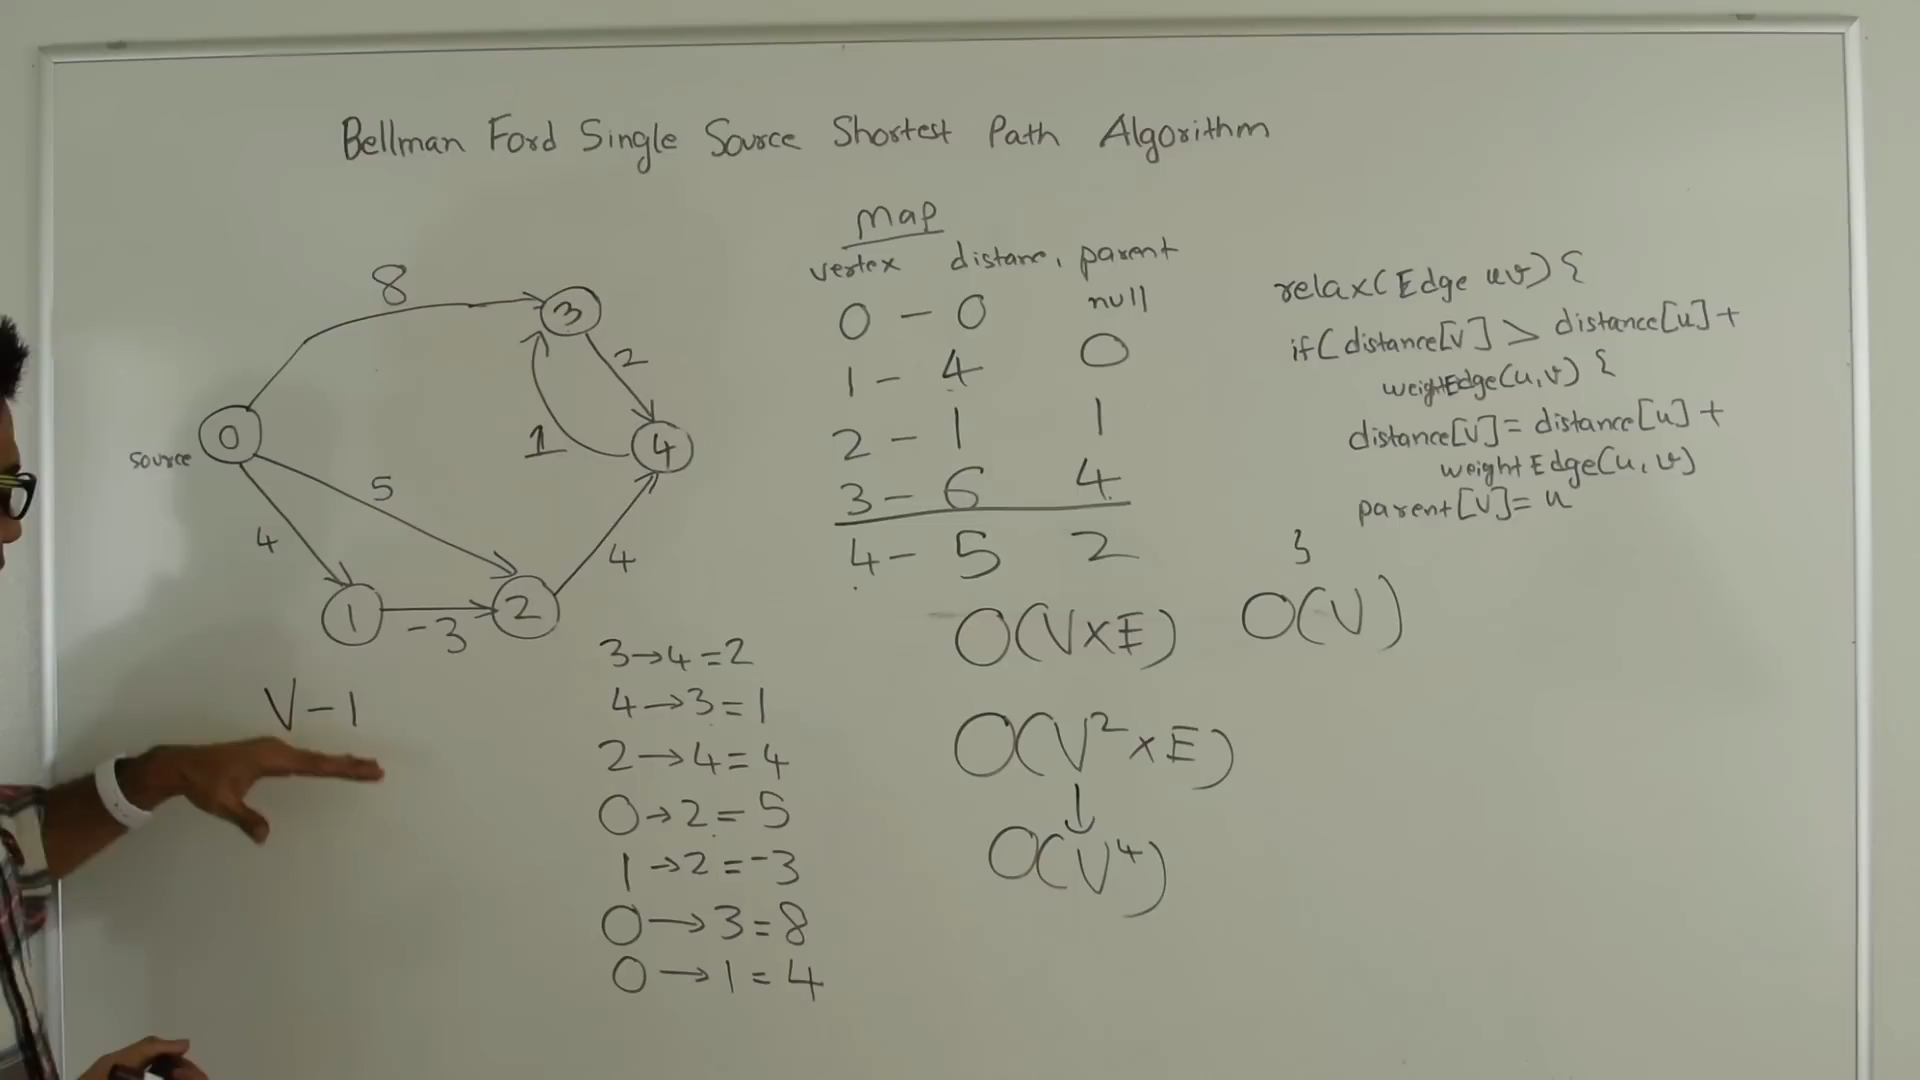 Bellman Ford Single Source Shortest Path Algorithm
8
3
2
0
source
1
4
5
4
4
1
-3
2
V-1
Map
vertex distance, parent
0 - 0 null
1 - 4 0
2 - 1 1
3 - 6 4
4 - 5 2
relax(Edge uv) {
if(distance[v] > distance[u] +
weightEdge(u,v) {
distance[v] = distance[u] +
weightEdge(u,v)
parent[v] = u
}
3→4=2
4→3=1
2→4=4
0→2=5
1→2=-3
0→3=8
0→1=4
O(V×E) O(V)
O(V²×E)
↓
O(V⁴)